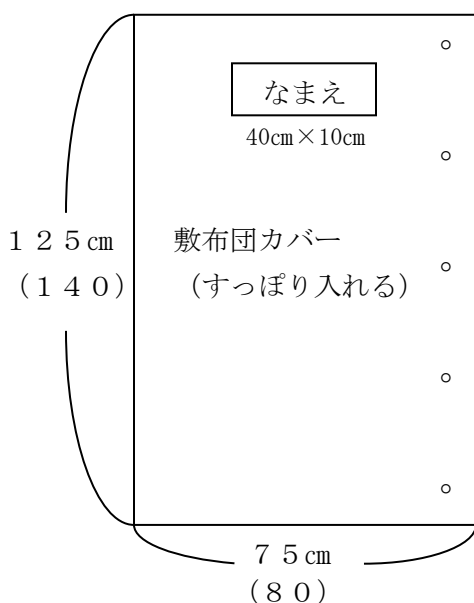 なまえ
40㎝×10㎝
１２５㎝
（１４０）
敷布団カバー
（すっぽり入れる）
７５㎝
（８０）